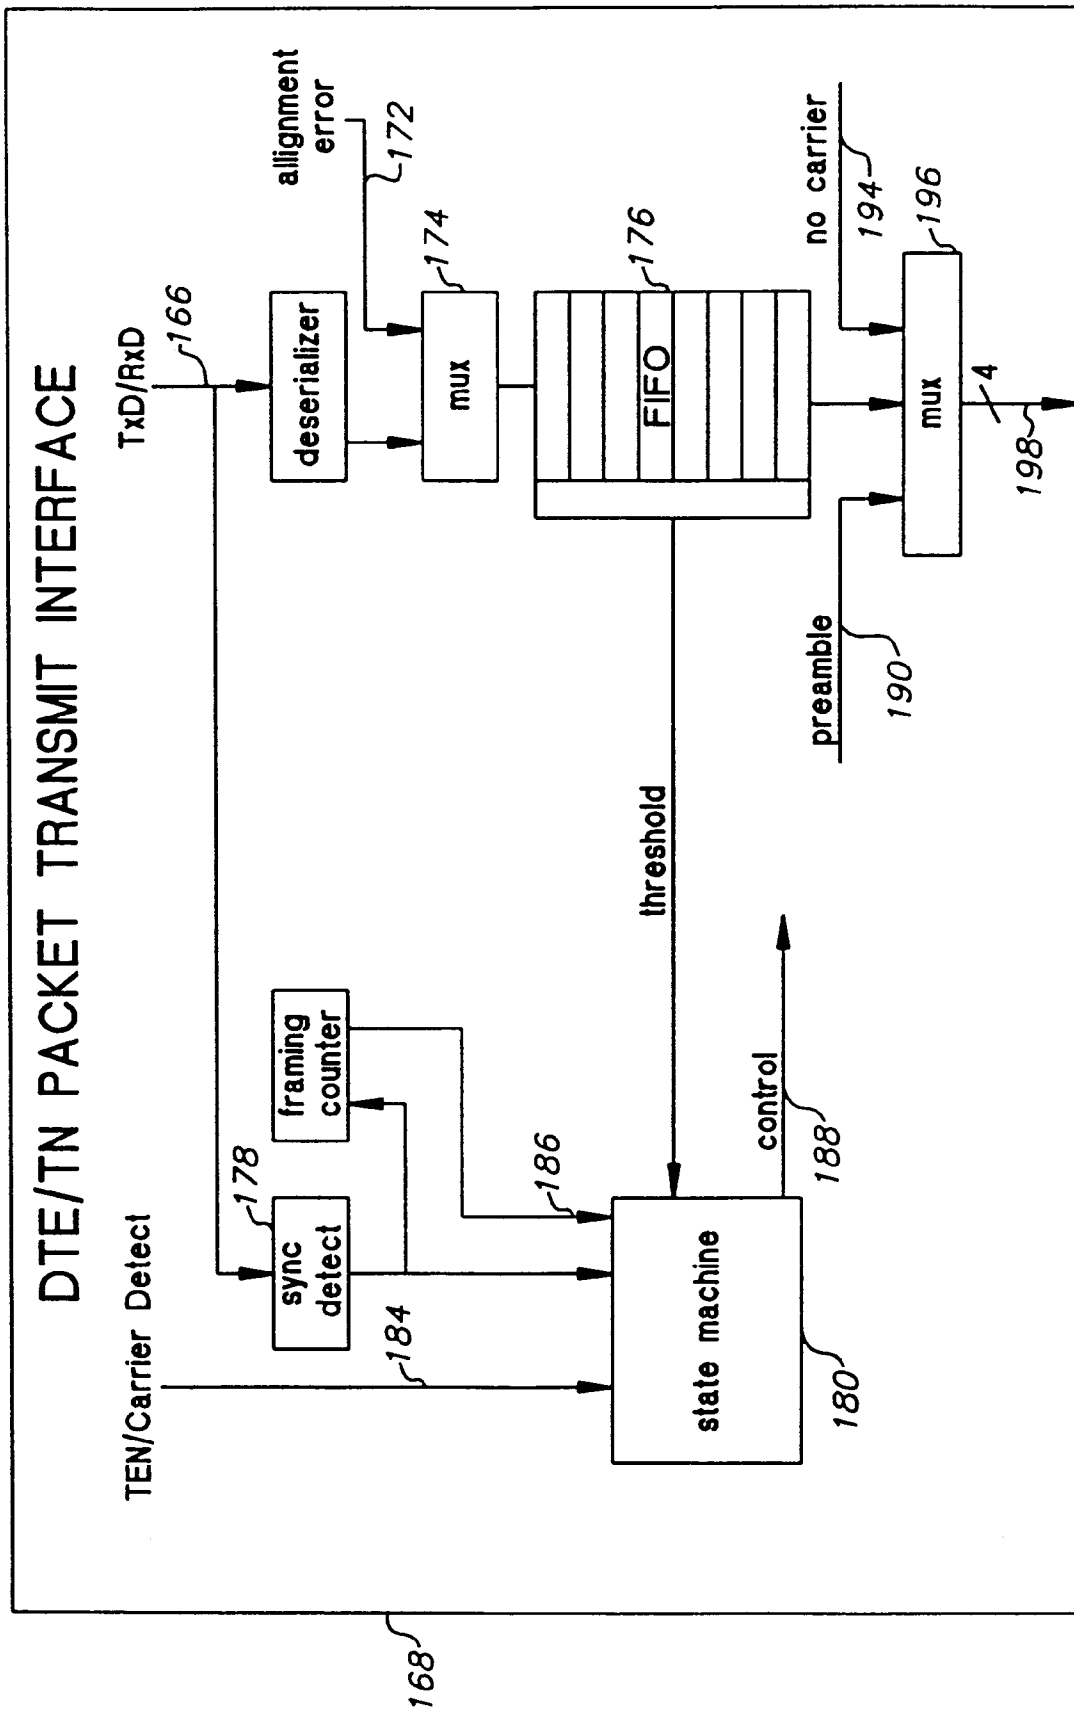 DTE/TN PACKET TRANSMIT INTERFACE
TEN/Carrier Detect
TxD/RxD
166
184
178
sync
detect
framing
counter
deserializer
allignment
error
172
186
mux
174
threshold
FIFO
176
state machine
180
control
188
preamble
190
no carrier
194
mux
196
4
198
168